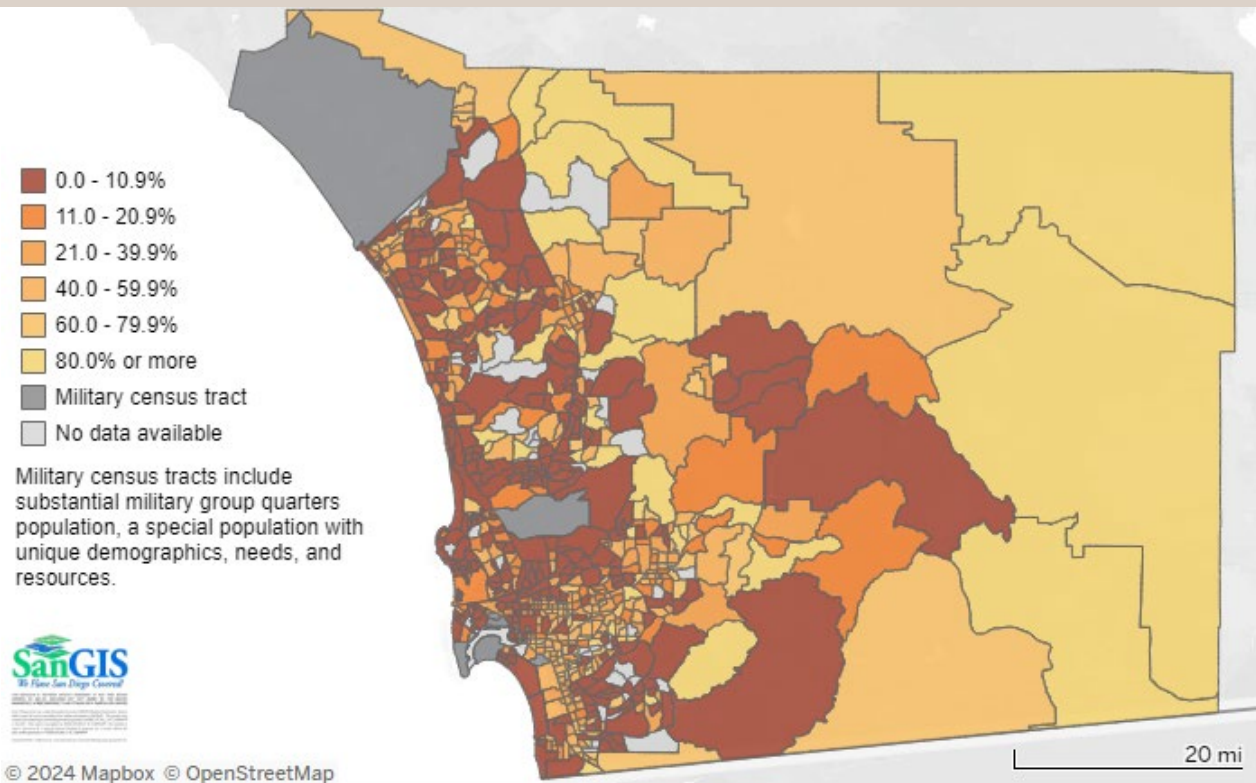 0.0 - 10.9%
11.0 - 20.9%
21.0 - 39.9%
40.0 - 59.9%
60.0 - 79.9%
80.0% or more
Military census tract
No data available
Military census tracts include
substantial military group quarters
population, a special population with
unique demographics, needs, and
resources.
SanGIS
We Have San Diego Covered!
© 2024 Mapbox © OpenStreetMap
20 mi